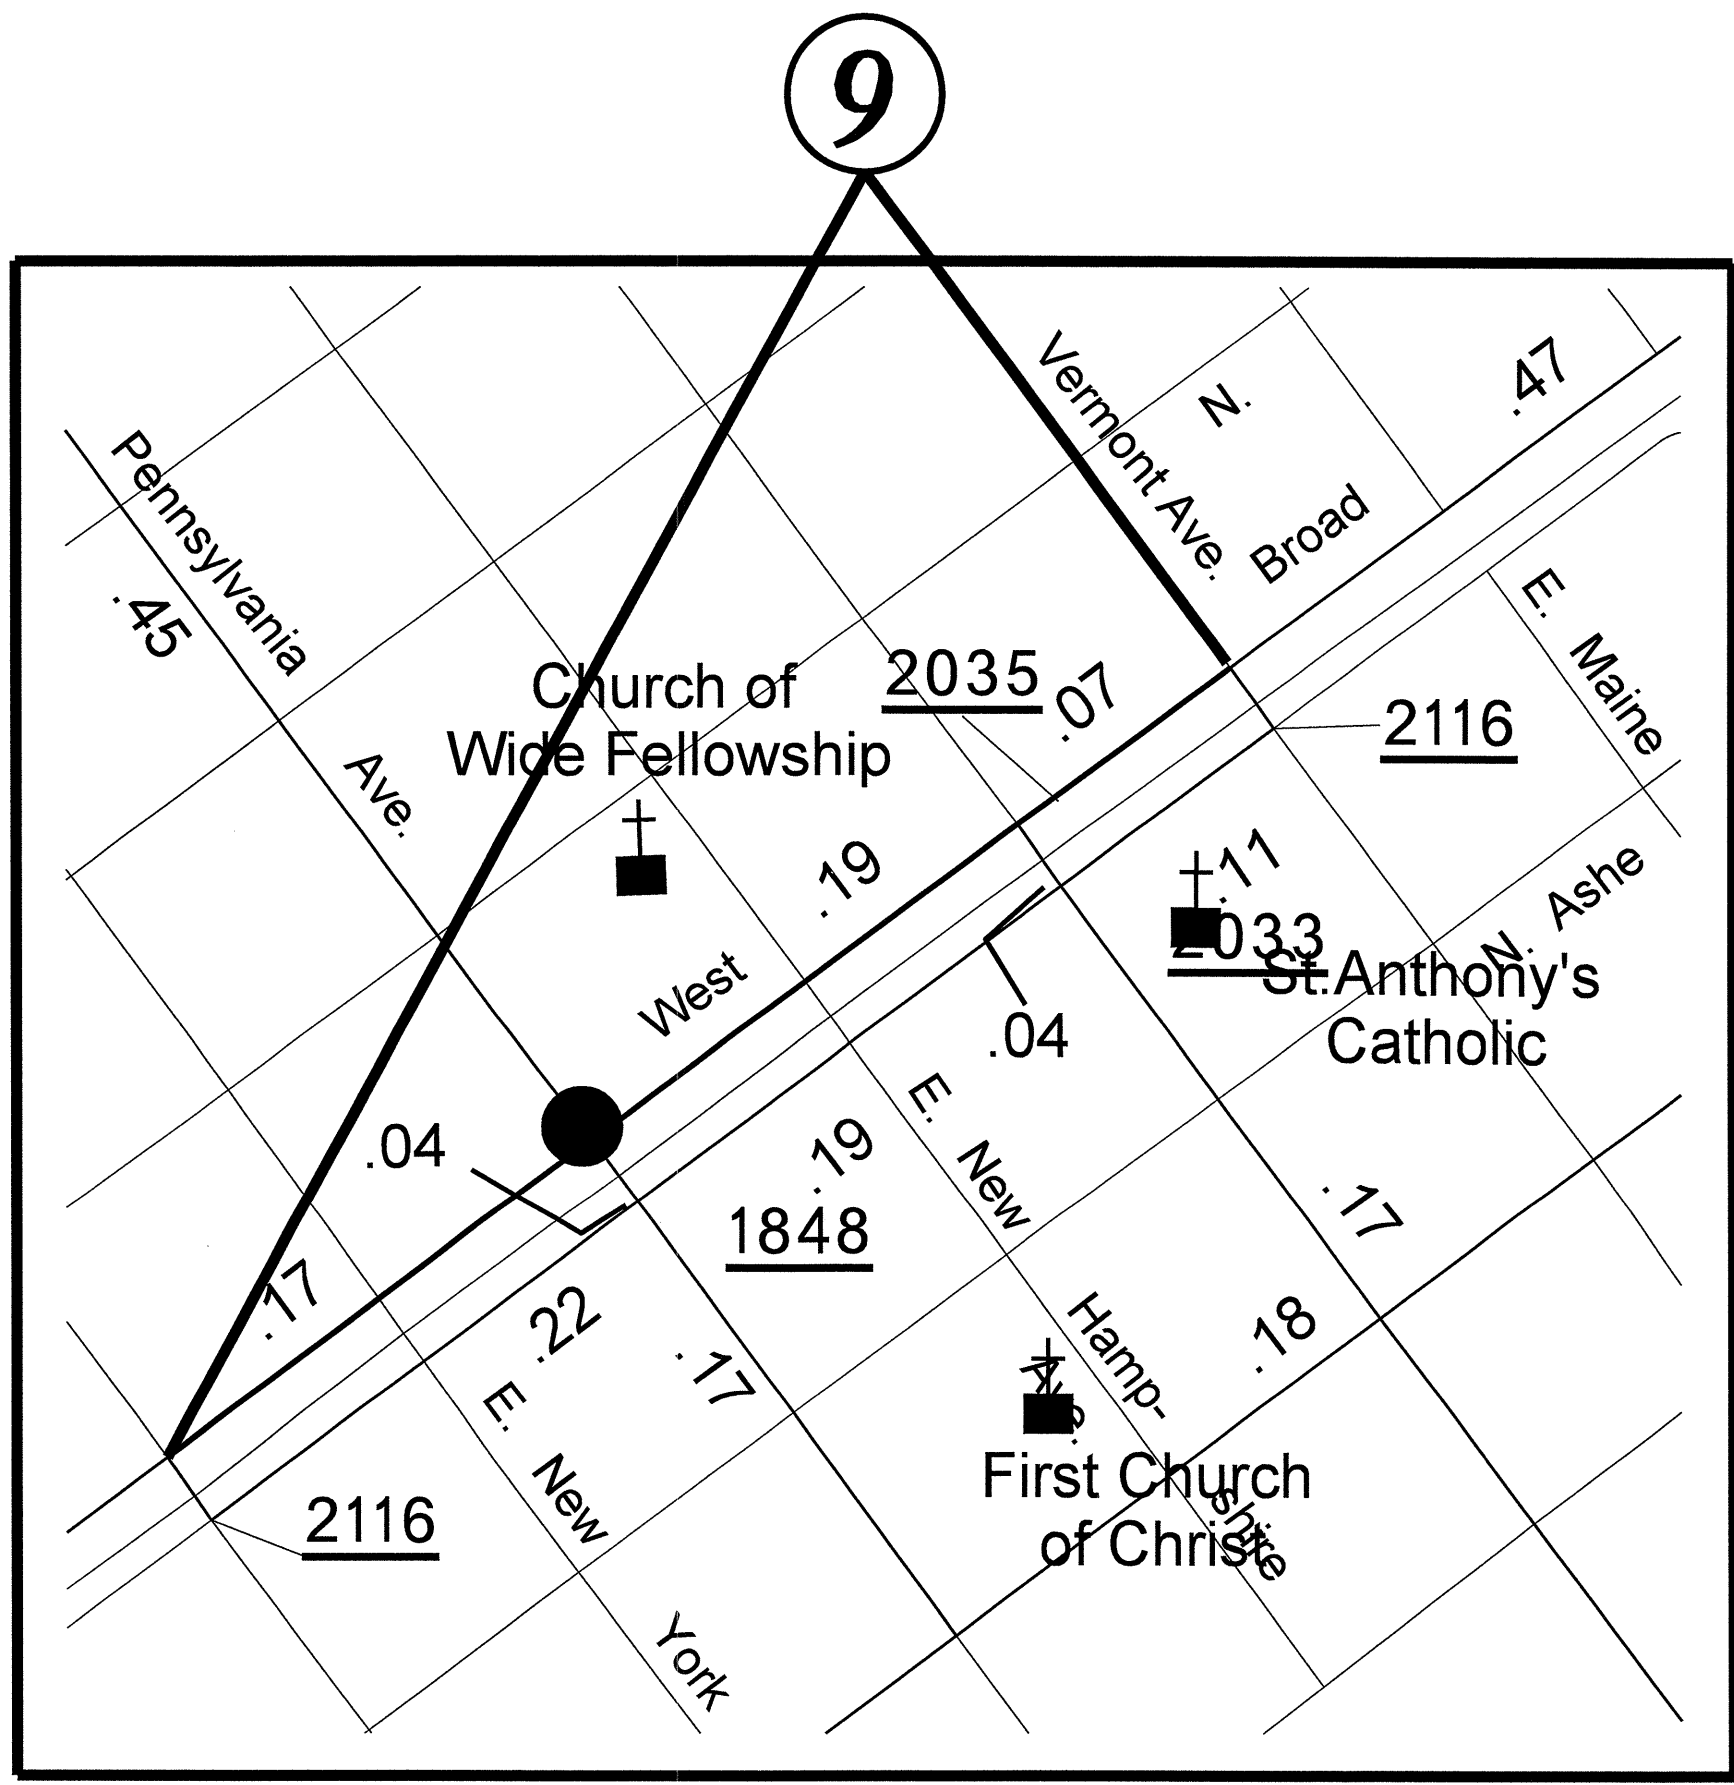 9
Vermont Ave.
N.
Broad
.47
Pennsylvania
Ave.
.45
E. Maine
Church of
Wide Fellowship
2035
.07
2116
.19
.11
2033
N. Ashe
St.Anthony's
Catholic
West
.04
.04
E. New
Hamp-
shire
Ave.
.19
1848
.17
.17
.22
.17
.18
E. New
York
First Church
of Christ
2116